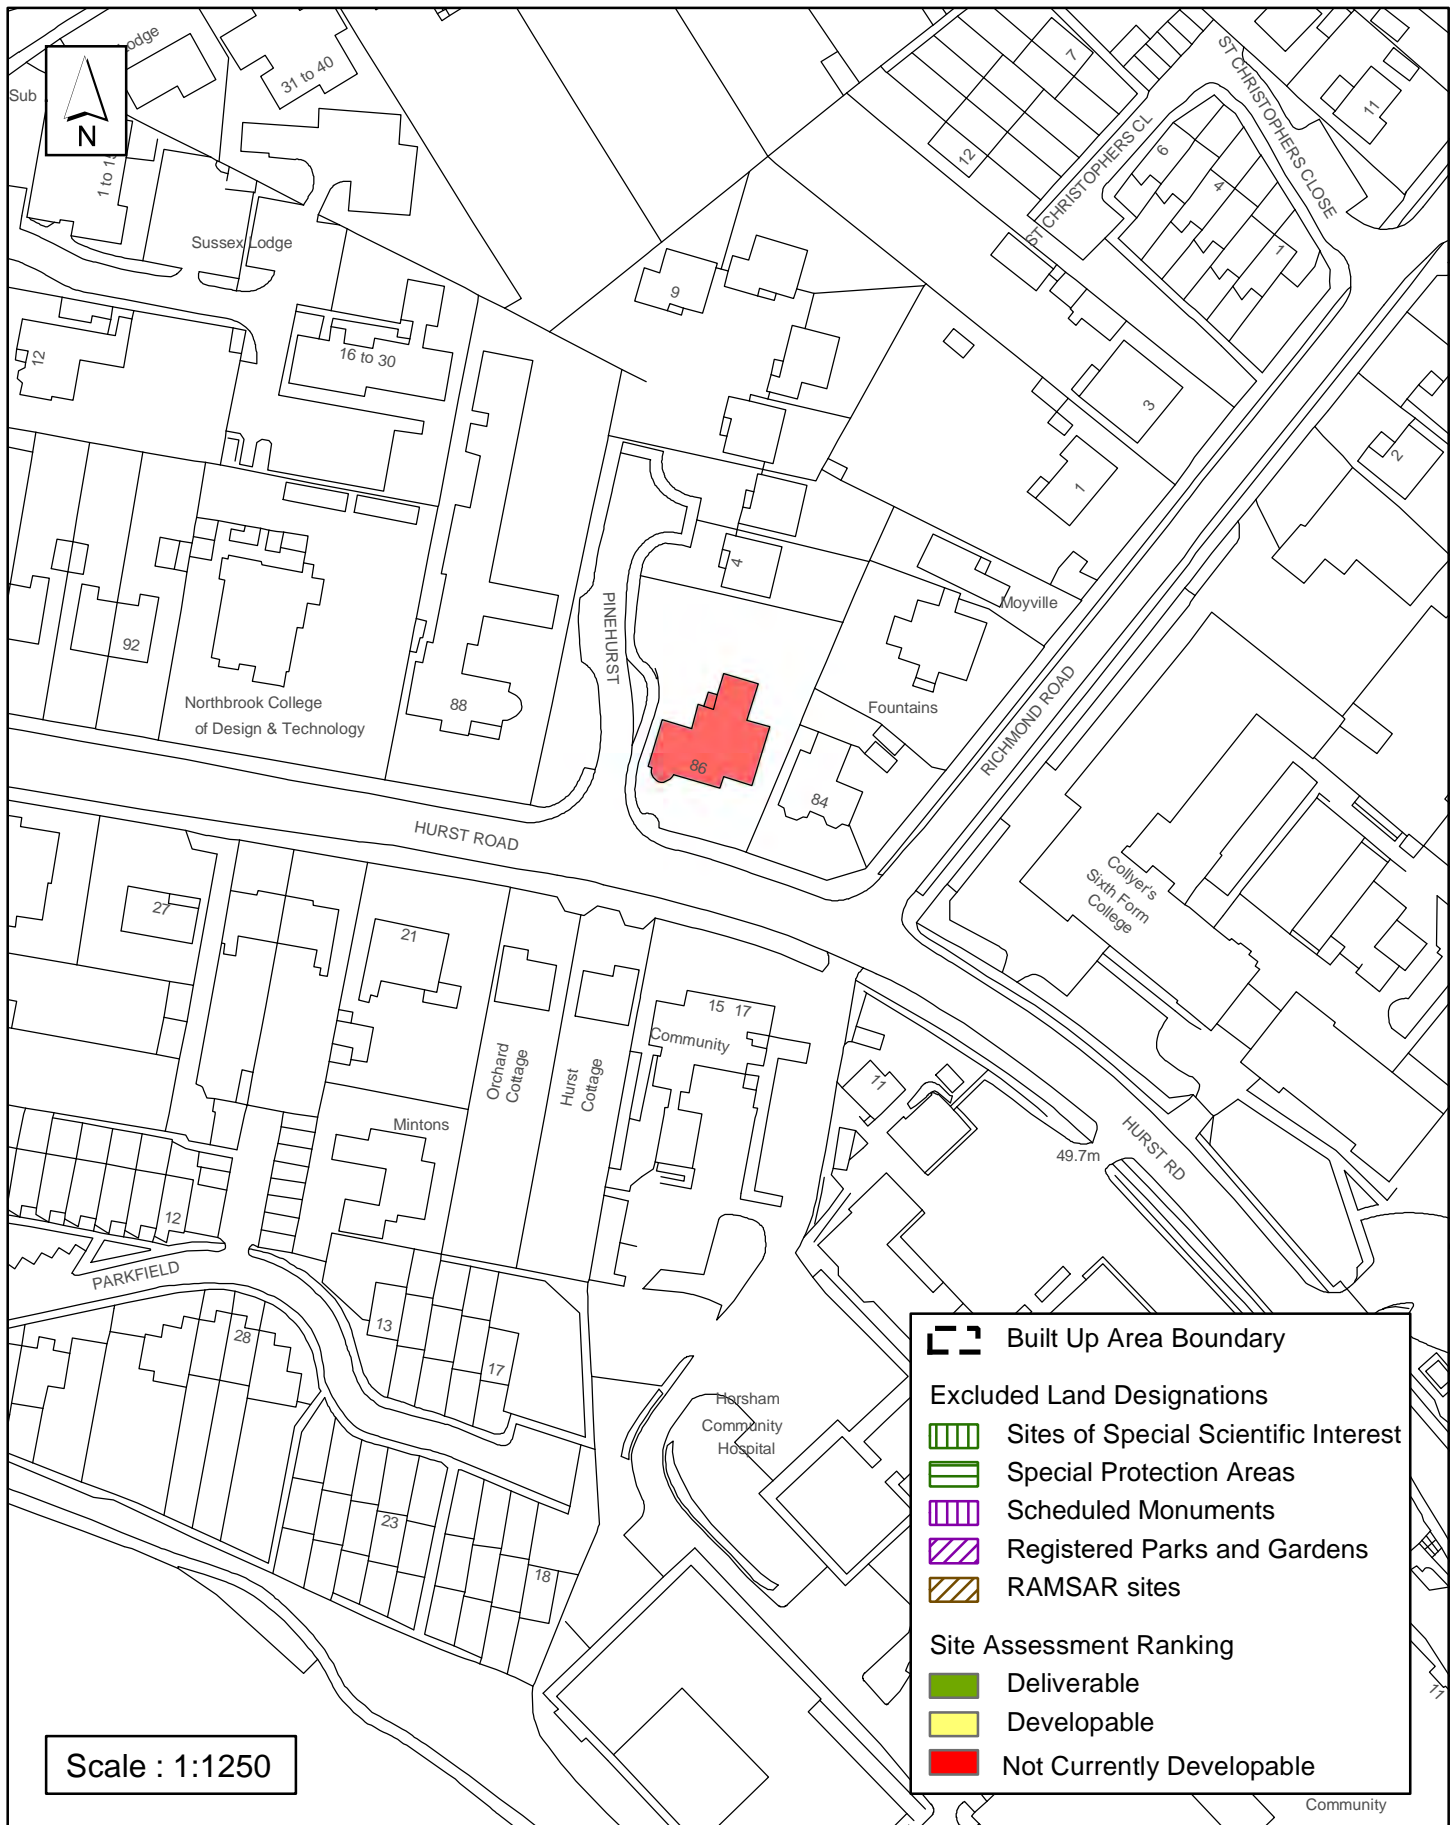 Lodge
31 to 40
7
ST CHRISTOPHERS CLOSE
11
Sub
N
1 to 15
12
ST CHRISTOPHERS CL
6
4
1
Sussex Lodge
9
16 to 30
12
3
2
1
4
Moyville
PINEHURST
92
Northbrook College
of Design & Technology
88
86
Fountains
84
RICHMOND ROAD
HURST ROAD
Collyer's
Sixth Form
College
27
21
15 17
Community
Orchard
Cottage
Hurst
Cottage
11
Mintons
49.7m
HURST RD
12
PARKFIELD
13
28
17
Horsham
Community
Hospital
23
18
11
Built Up Area Boundary
Excluded Land Designations
Sites of Special Scientific Interest
Special Protection Areas
Scheduled Monuments
Registered Parks and Gardens
RAMSAR sites
Site Assessment Ranking
Deliverable
Developable
Not Currently Developable
Scale : 1:1250
Community